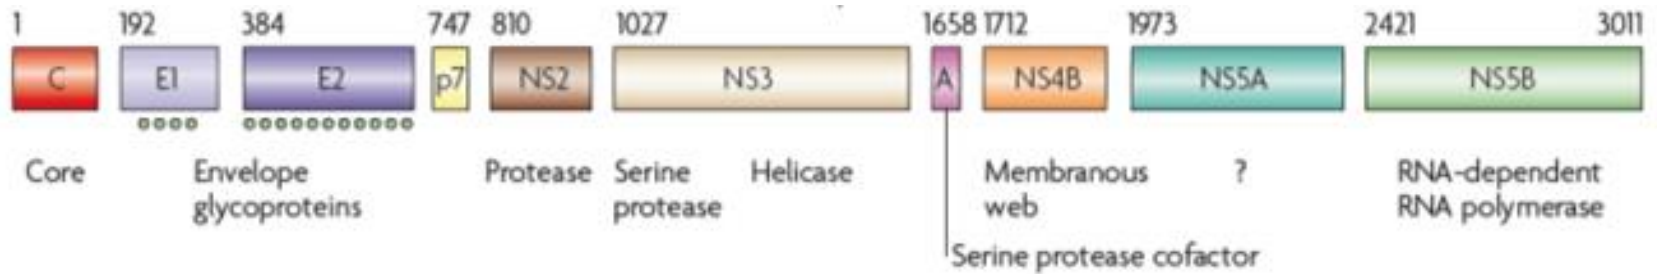 1 192 384 747 810 1027 1658 1712 1973 2421 3011
C E1 E2 p7 NS2 NS3 A NS4B NS5A NS5B
Core Envelope Protease Serine Helicase Membranous ? RNA-dependent
glycoproteins protease web RNA polymerase
Serine protease cofactor